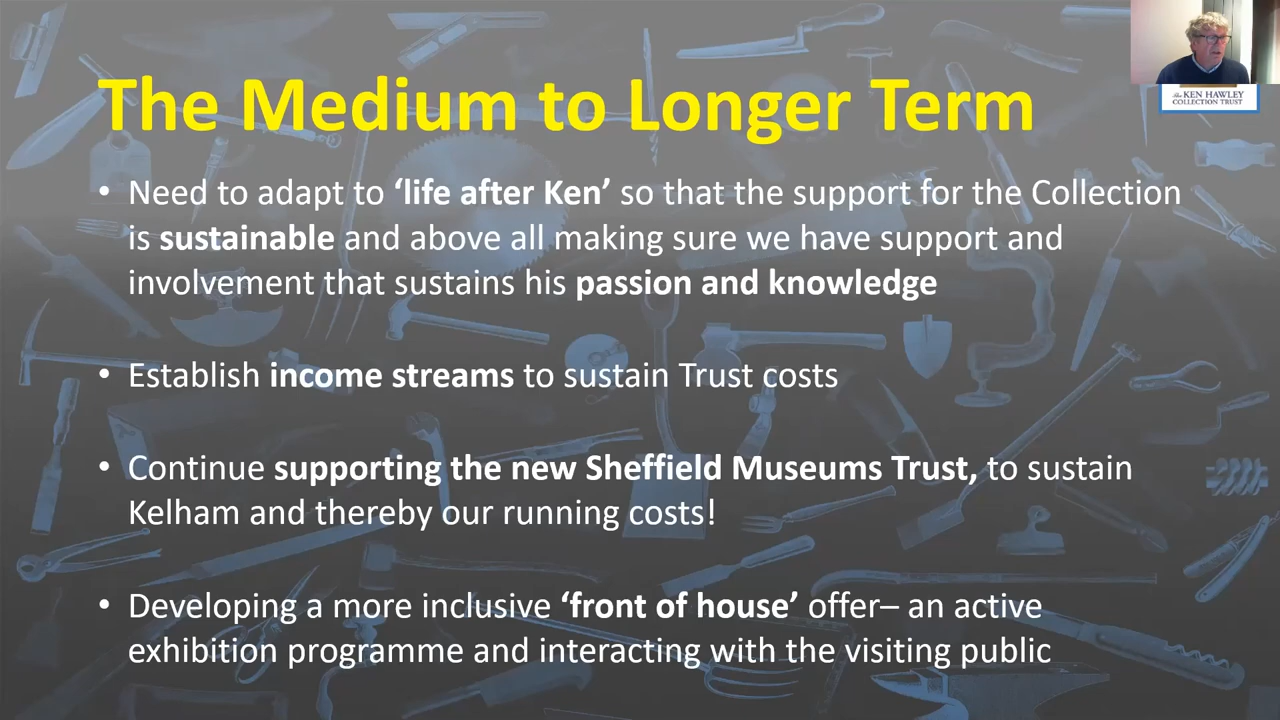 The Medium to Longer Term
The KEN HAWLEY
COLLECTION TRUST
• Need to adapt to ‘life after Ken’ so that the support for the Collection
is sustainable and above all making sure we have support and
involvement that sustains his passion and knowledge
• Establish income streams to sustain Trust costs
• Continue supporting the new Sheffield Museums Trust, to sustain
Kelham and thereby our running costs!
• Developing a more inclusive ‘front of house’ offer– an active
exhibition programme and interacting with the visiting public